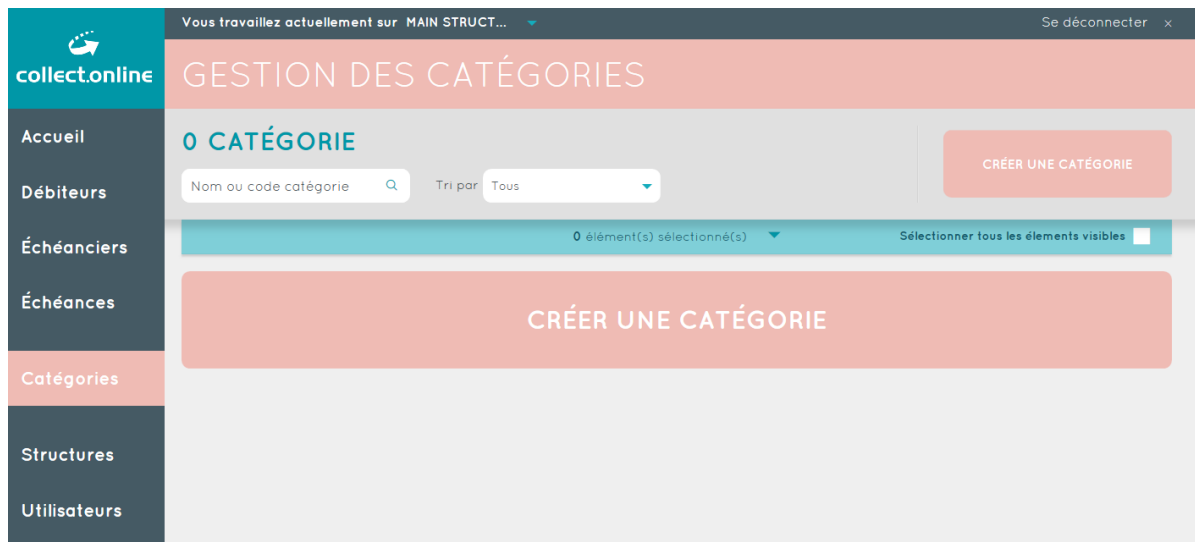 Vous travaillez actuellement sur MAIN STRUCT...
Se déconnecter ×
collect.online
GESTION DES CATÉGORIES
Accueil
Débiteurs
Échéanciers
Échéances
Catégories
Structures
Utilisateurs
0 CATÉGORIE
Nom ou code catégorie
Tri par Tous
CRÉER UNE CATÉGORIE
0 élément(s) sélectionné(s)
Sélectionner tous les élements visibles
CRÉER UNE CATÉGORIE